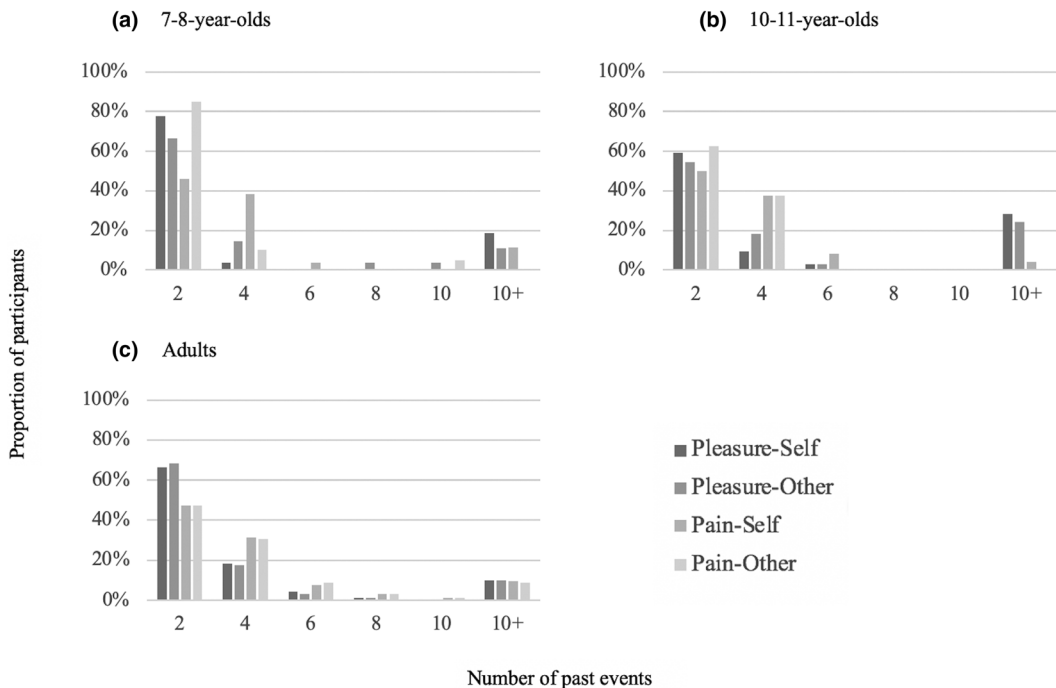 (a) 7-8-year-olds
100%
80%
60%
40%
20%
0%
2 4 6 8 10 10+
(b) 10-11-year-olds
100%
80%
60%
40%
20%
0%
2 4 6 8 10 10+
(c) Adults
100%
80%
60%
40%
20%
0%
2 4 6 8 10 10+
Pleasure-Self
Pleasure-Other
Pain-Self
Pain-Other
Proportion of participants
Number of past events